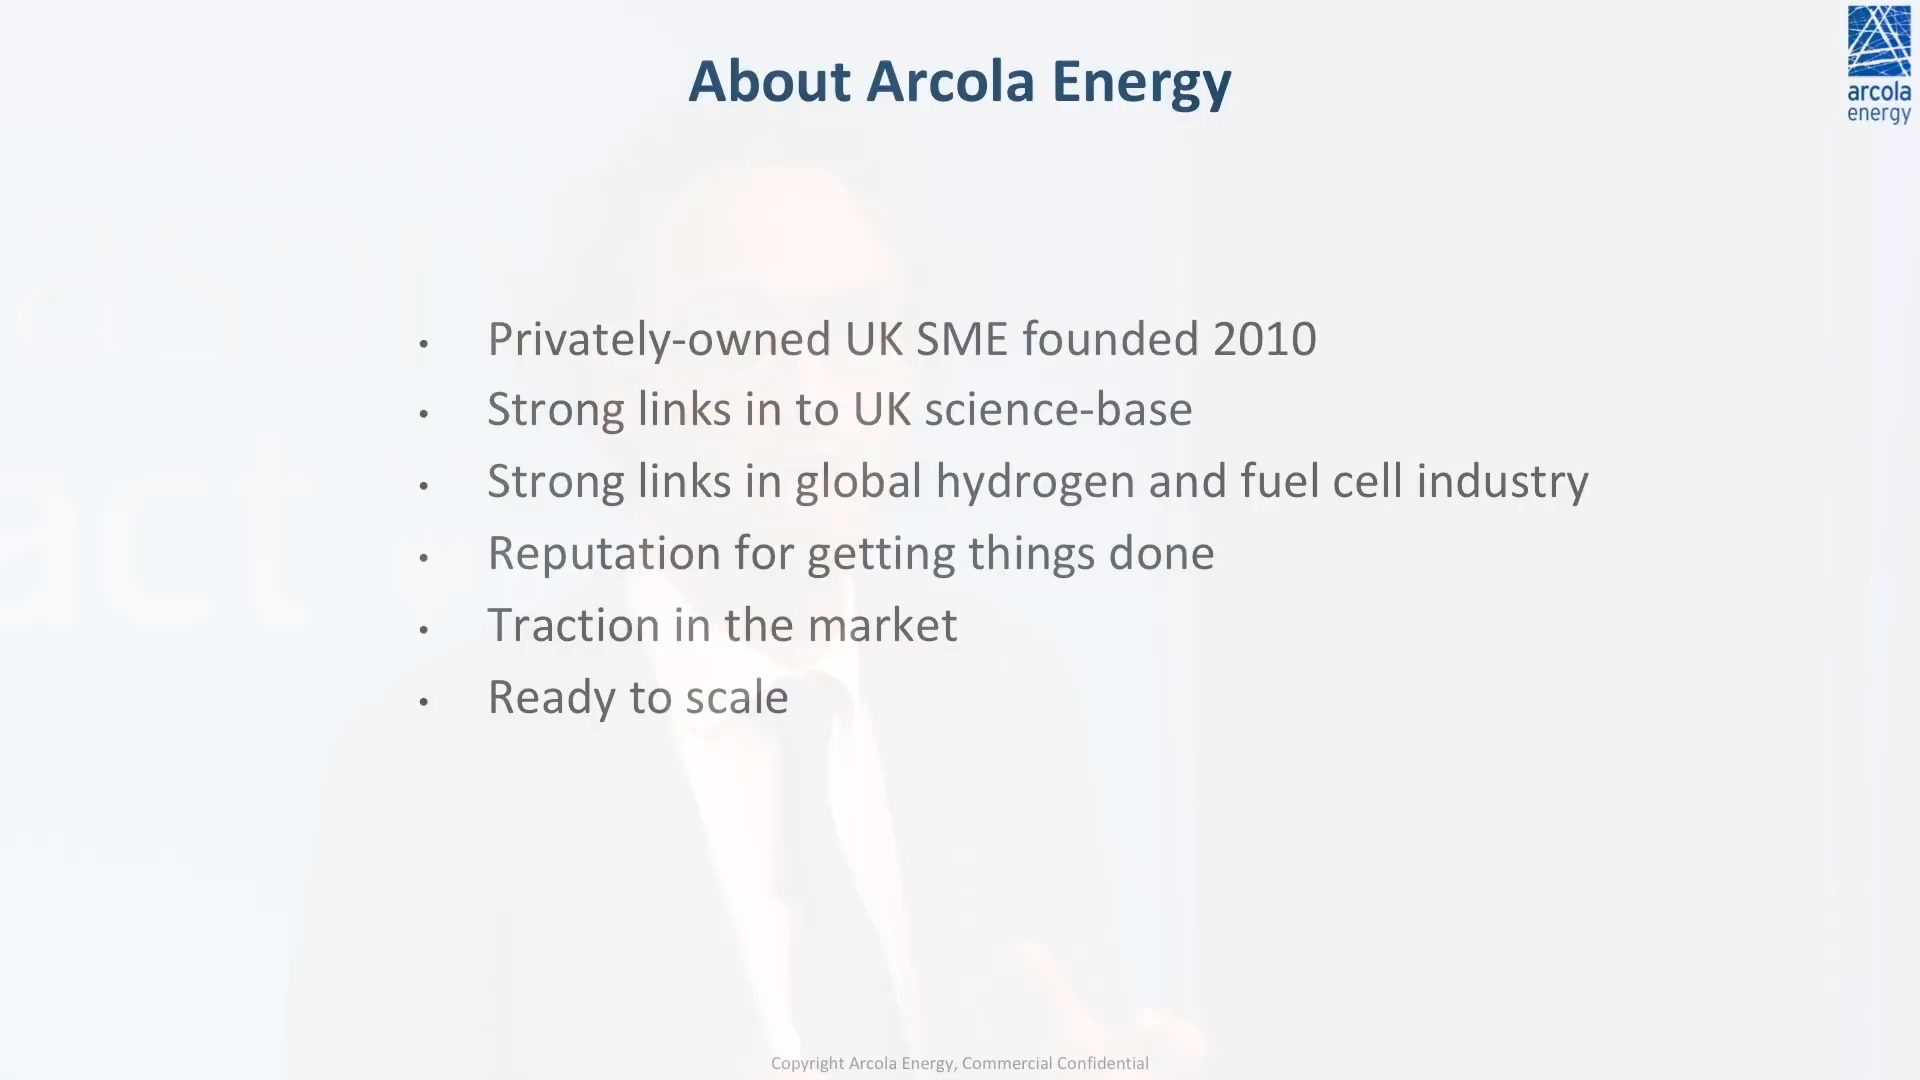 About Arcola Energy
arcola
energy
• Privately-owned UK SME founded 2010
• Strong links in to UK science-base
• Strong links in global hydrogen and fuel cell industry
• Reputation for getting things done
• Traction in the market
• Ready to scale
Copyright Arcola Energy, Commercial Confidential